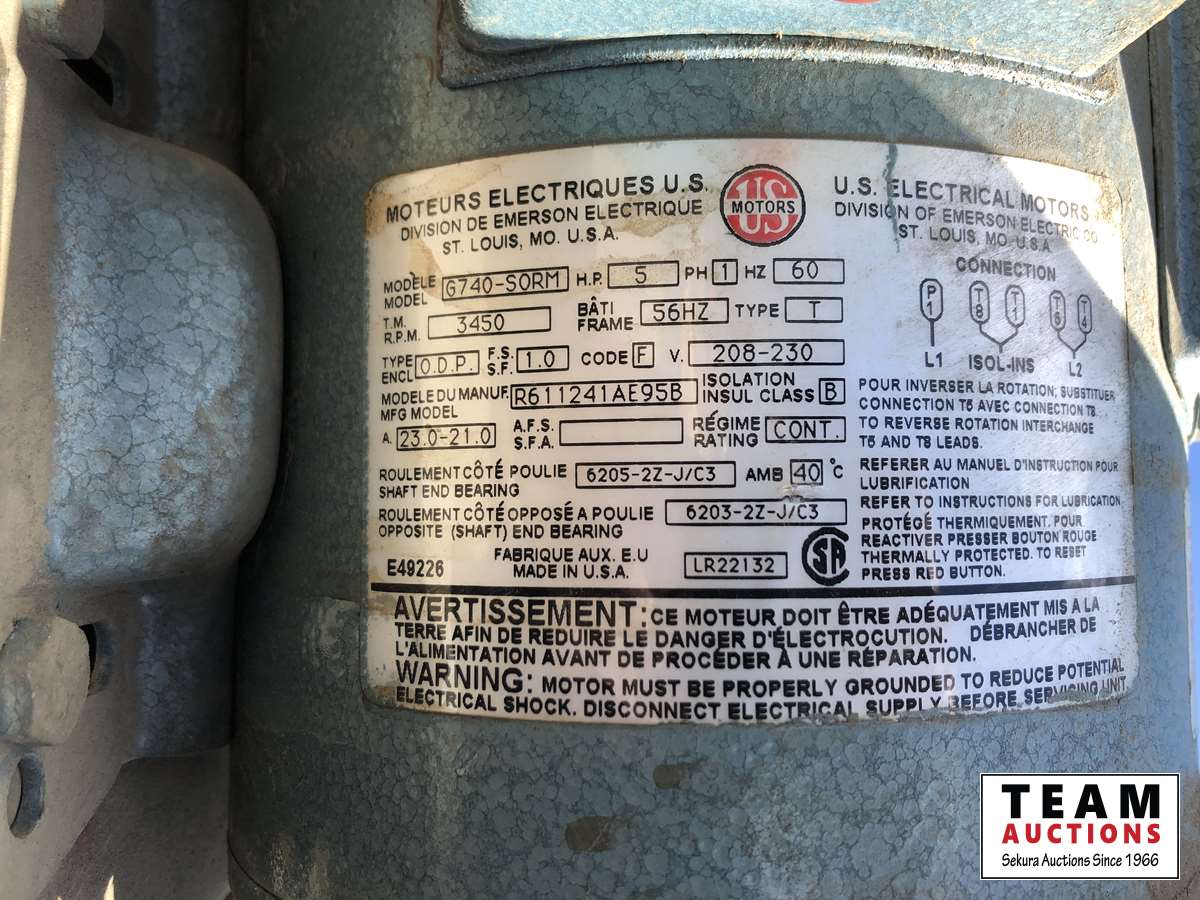 MOTEURS ELECTRIQUES U.S.
DIVISION DE EMERSON ELECTRIQUE
ST. LOUIS, MO. U.S.A.
US
MOTORS
U.S. ELECTRICAL MOTORS
DIVISION OF EMERSON ELECTRIC CO.
ST. LOUIS, MO. U.S.A.
MODÈLE
MODEL G740-SORM H.P. 5 PH 1 HZ 60
T.M.
R.P.M. 3450 BÂTI
FRAME 56HZ TYPE T
TYPE
ENCL O.D.P. F.S.
S.F. 1.0 CODE F V. 208-230
MODELE DU MANUF.
MFG MODEL R611241AE95B ISOLATION
INSUL CLASS B
A. 23.0-21.0 A.F.S.
S.F.A. RÉGIME
RATING CONT.
ROULEMENT CÔTÉ POULIE
SHAFT END BEARING 6205-2Z-J/C3 AMB 40 °C
ROULEMENT CÔTÉ OPPOSÉ A POULIE
OPPOSITE (SHAFT) END BEARING 6203-2Z-J/C3
E49226 FABRIQUE AUX. E.U
MADE IN U.S.A. LR22132 SA
CONNECTION
P1 T8 T1 T5 T4
L1 ISOL-INS L2
POUR INVERSER LA ROTATION, SUBSTITUER
CONNECTION T5 AVEC CONNECTION T8.
TO REVERSE ROTATION INTERCHANGE
T5 AND T8 LEADS.
REFERER AU MANUEL D'INSTRUCTION POUR
LUBRIFICATION
REFER TO INSTRUCTIONS FOR LUBRICATION
PROTÉGÉ THERMIQUEMENT. POUR
REACTIVER PRESSER BOUTON ROUGE
THERMALLY PROTECTED. TO RESET
PRESS RED BUTTON.
AVERTISSEMENT: CE MOTEUR DOIT ÊTRE ADÉQUATEMENT MIS A LA
TERRE AFIN DE REDUIRE LE DANGER D'ÉLECTROCUTION. DÉBRANCHER DE
L'ALIMENTATION AVANT DE PROCÉDER À UNE RÉPARATION.
WARNING: MOTOR MUST BE PROPERLY GROUNDED TO REDUCE POTENTIAL
ELECTRICAL SHOCK. DISCONNECT ELECTRICAL SUPPLY BEFORE SERVICING UNIT
TEAM
AUCTIONS
Sekura Auctions Since 1966